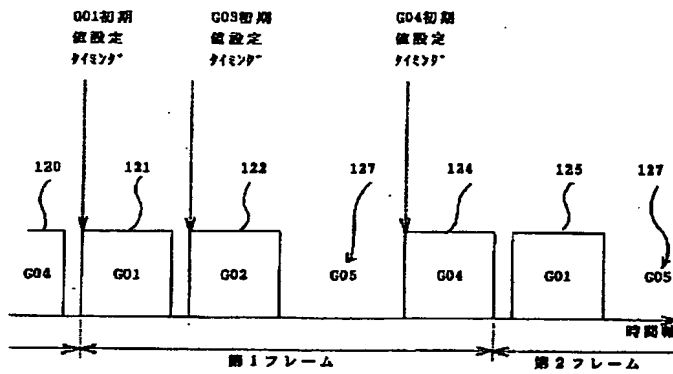 G01初期
値設定
タイミング
G03初期
値設定
タイミング
G04初期
値設定
タイミング
120
121
122
127
124
125
127
G04
G01
G02
G05
G04
G01
G05
時間軸
第1フレーム
第2フレーム